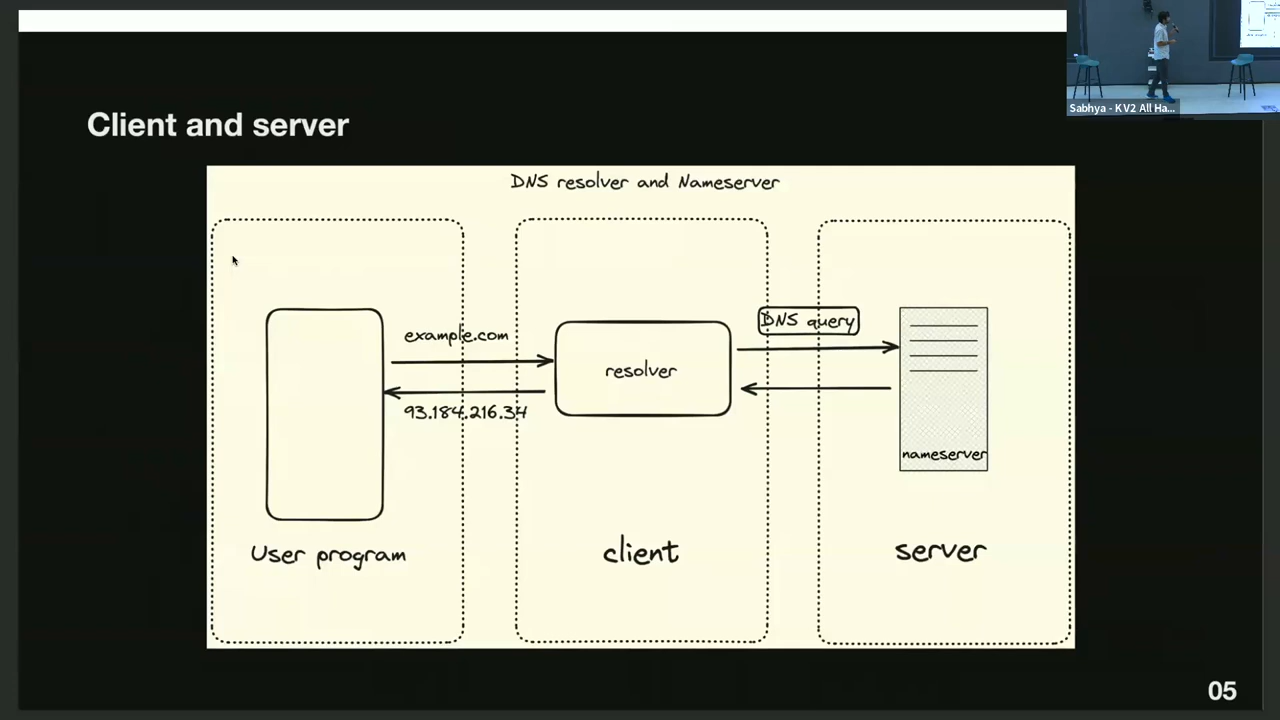 Sabhya - KV2 All Ha...
Client and server
DNS resolver and Nameserver
example.com
93.184.216.34
resolver
DNS query
nameserver
User program
client
server
05